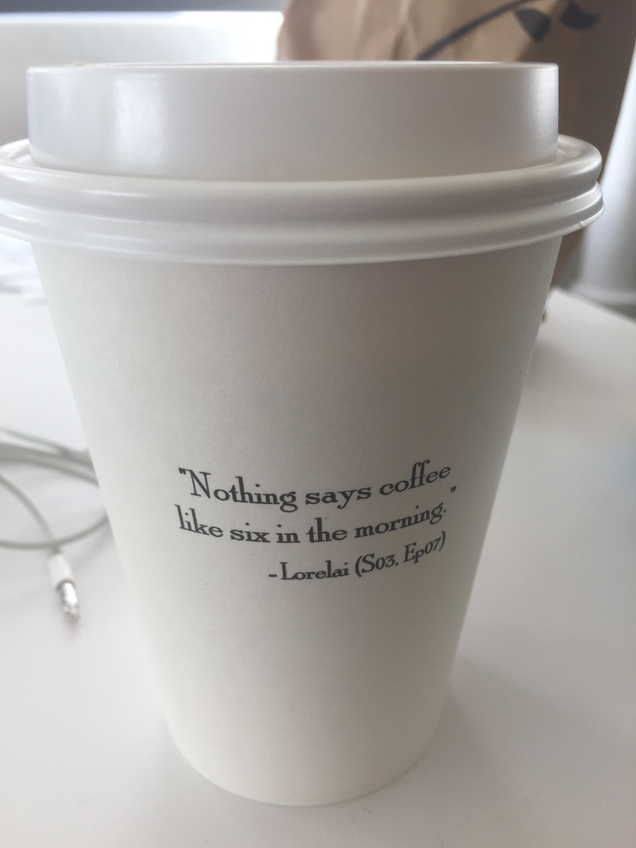 "Nothing says coffee
like six in the morning."
-Lorelai (S03, Ep07)